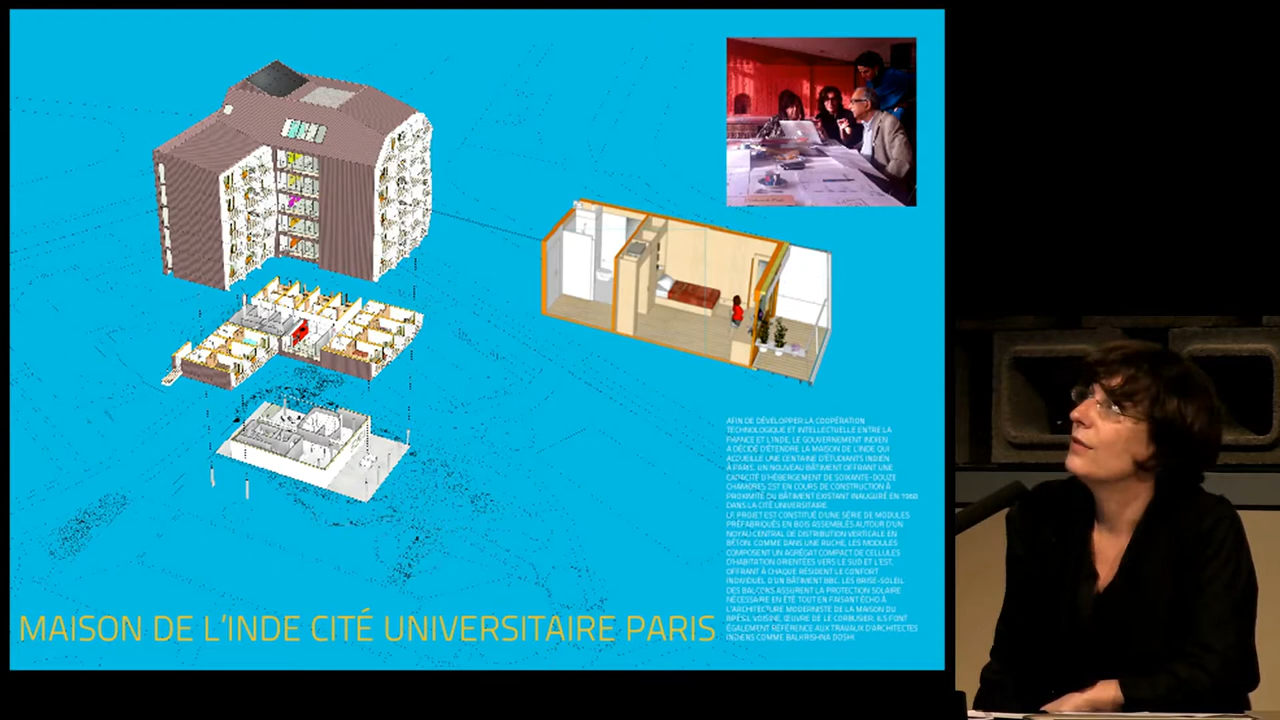 AFIN DE DÉVELOPPER LA COOPÉRATION
TECHNOLOGIQUE ET INTELLECTUELLE ENTRE LA
FRANCE ET L'INDE, LE GOUVERNEMENT INDIEN
A DÉCIDÉ D'ÉTENDRE LA MAISON DE L'INDE QUI
ACCUEILLE UNE CENTAINE D'ÉTUDIANTS INDIEN
À PARIS. UN NOUVEAU BÂTIMENT OFFRANT UNE
CAPACITÉ D'HÉBERGEMENT DE SOIXANTE-DOUZE
CHAMBRES EST EN COURS DE CONSTRUCTION À
PROXIMITÉ DU BÂTIMENT EXISTANT INAUGURÉ EN 1968
DANS LA CITÉ UNIVERSITAIRE.
LE PROJET EST CONSTITUÉ D'UNE SÉRIE DE MODULES
PRÉFABRIQUÉS EN BOIS ASSEMBLÉS AUTOUR D'UN
NOYAU CENTRAL DE DISTRIBUTION VERTICALE EN
BÉTON. COMME DANS UNE RUCHE, LES MODULES
COMPOSENT UN AGRÉGAT COMPACT DE CELLULES
D'HABITATION ORIENTÉES VERS LE SUD ET L'EST,
OFFRANT À CHAQUE RÉSIDENT LE CONFORT
INDIVIDUEL D'UN BÂTIMENT BBC. LES BRISE-SOLEIL
DES BALCONS ASSURENT LA PROTECTION SOLAIRE
NÉCESSAIRE EN ÉTÉ TOUT EN FAISANT ÉCHO À
L'ARCHITECTURE MODERNISTE DE LA MAISON DU
BRÉSIL VOISINE, ŒUVRE DE LE CORBUSIER. ILS FONT
ÉGALEMENT RÉFÉRENCE AUX TRAVAUX D'ARCHITECTES
INDIENS COMME BALKRISHNA DOSHI
MAISON DE L'INDE CITÉ UNIVERSITAIRE PARIS